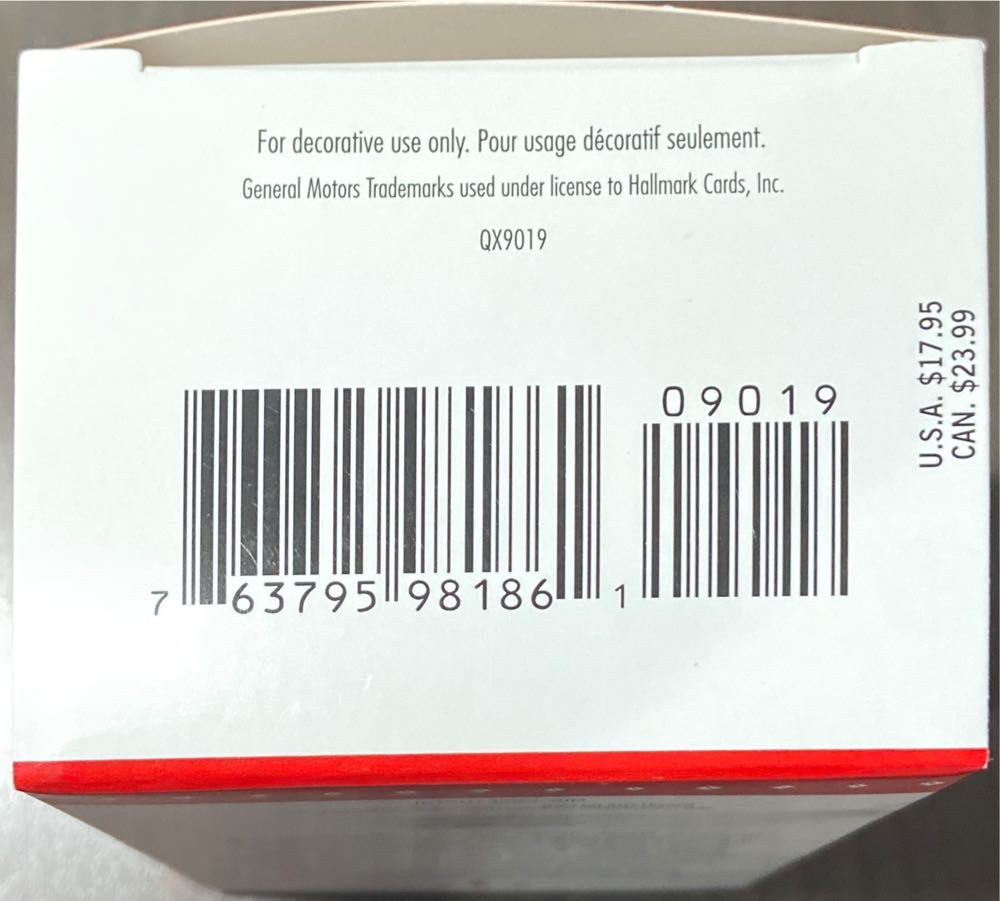 For decorative use only. Pour usage décoratif seulement.
General Motors Trademarks used under license to Hallmark Cards, Inc.
QX9019
U.S.A. $17.95
CAN. $23.99
09019
7 63795 98186 1